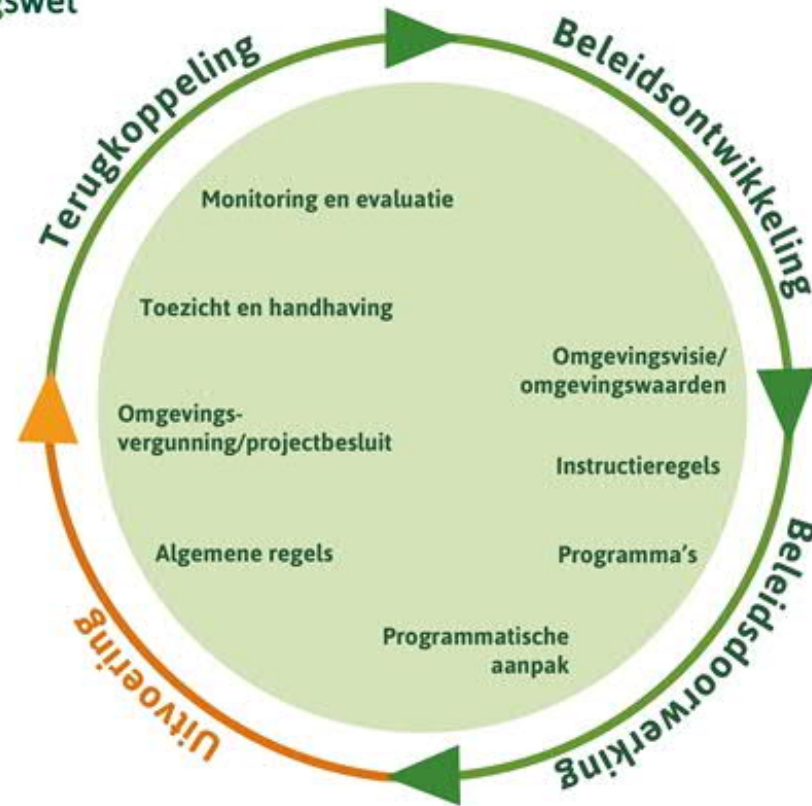 Terugkoppeling
Beleidsontwikkeling
Monitoring en evaluatie
Toezicht en handhaving
Omgevingsvisie/
omgevingswaarden
Omgevings-
vergunning/projectbesluit
Instructieregels
Algemene regels
Programma's
Programmatische
aanpak
Uitvoering
Beleidsdoorwerking